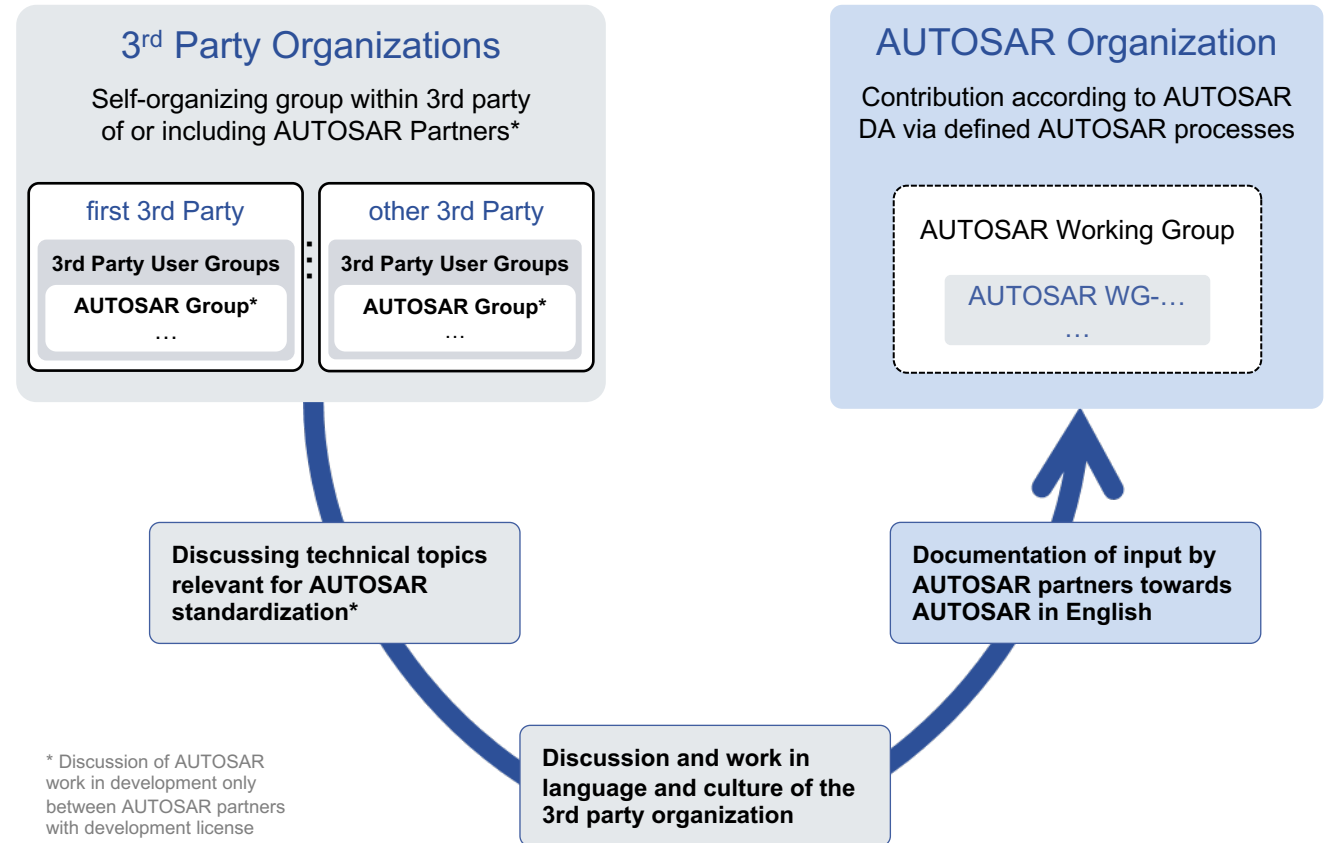 3rd Party Organizations
Self-organizing group within 3rd party
of or including AUTOSAR Partners*
first 3rd Party
3rd Party User Groups
AUTOSAR Group*
…
⋮
other 3rd Party
3rd Party User Groups
AUTOSAR Group*
…
AUTOSAR Organization
Contribution according to AUTOSAR
DA via defined AUTOSAR processes
AUTOSAR Working Group
AUTOSAR WG-…
…
Discussing technical topics
relevant for AUTOSAR
standardization*
Discussion and work in
language and culture of the
3rd party organization
Documentation of input by
AUTOSAR partners towards
AUTOSAR in English
* Discussion of AUTOSAR
work in development only
between AUTOSAR partners
with development license